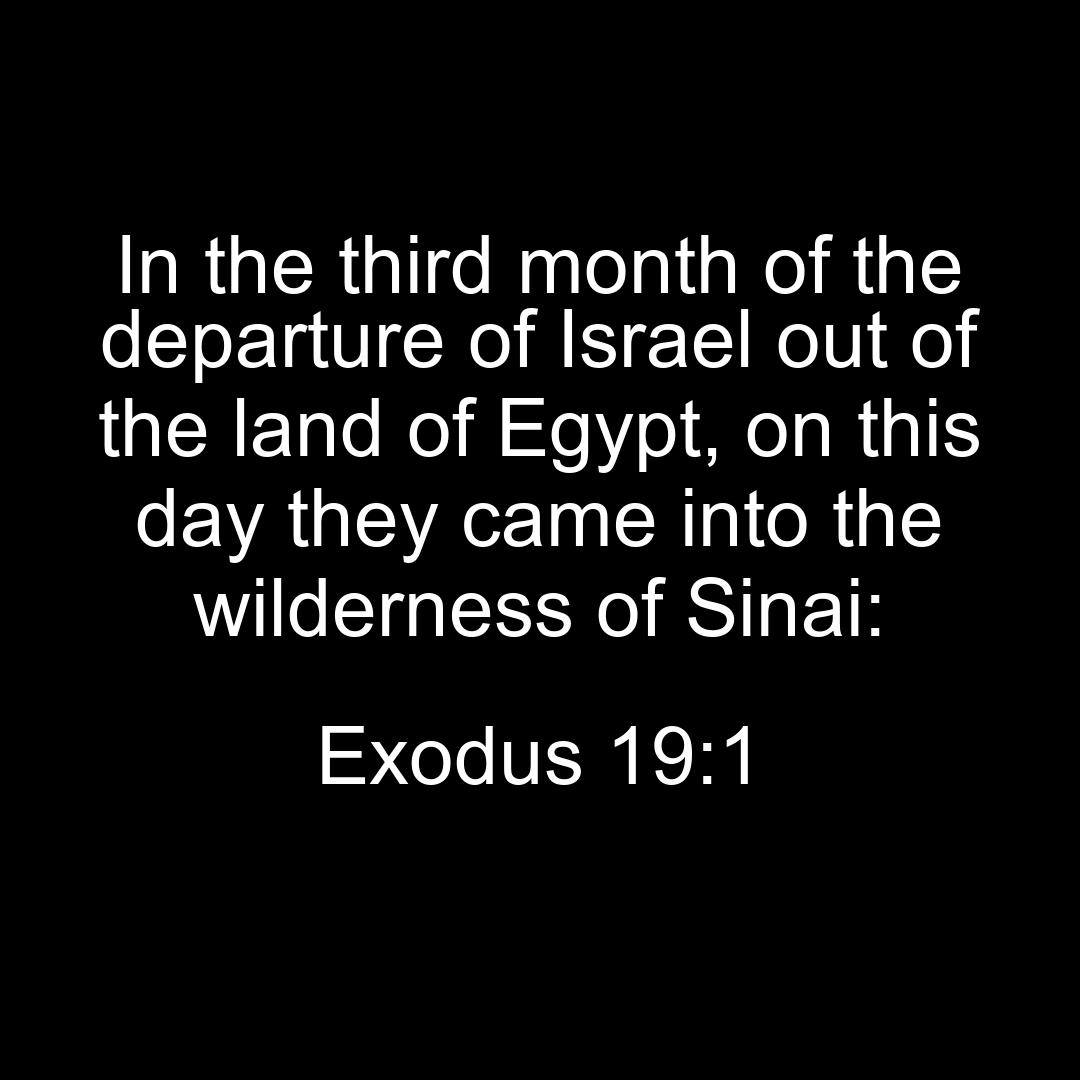 In the third month of the
departure of Israel out of
the land of Egypt, on this
day they came into the
wilderness of Sinai:
Exodus 19:1